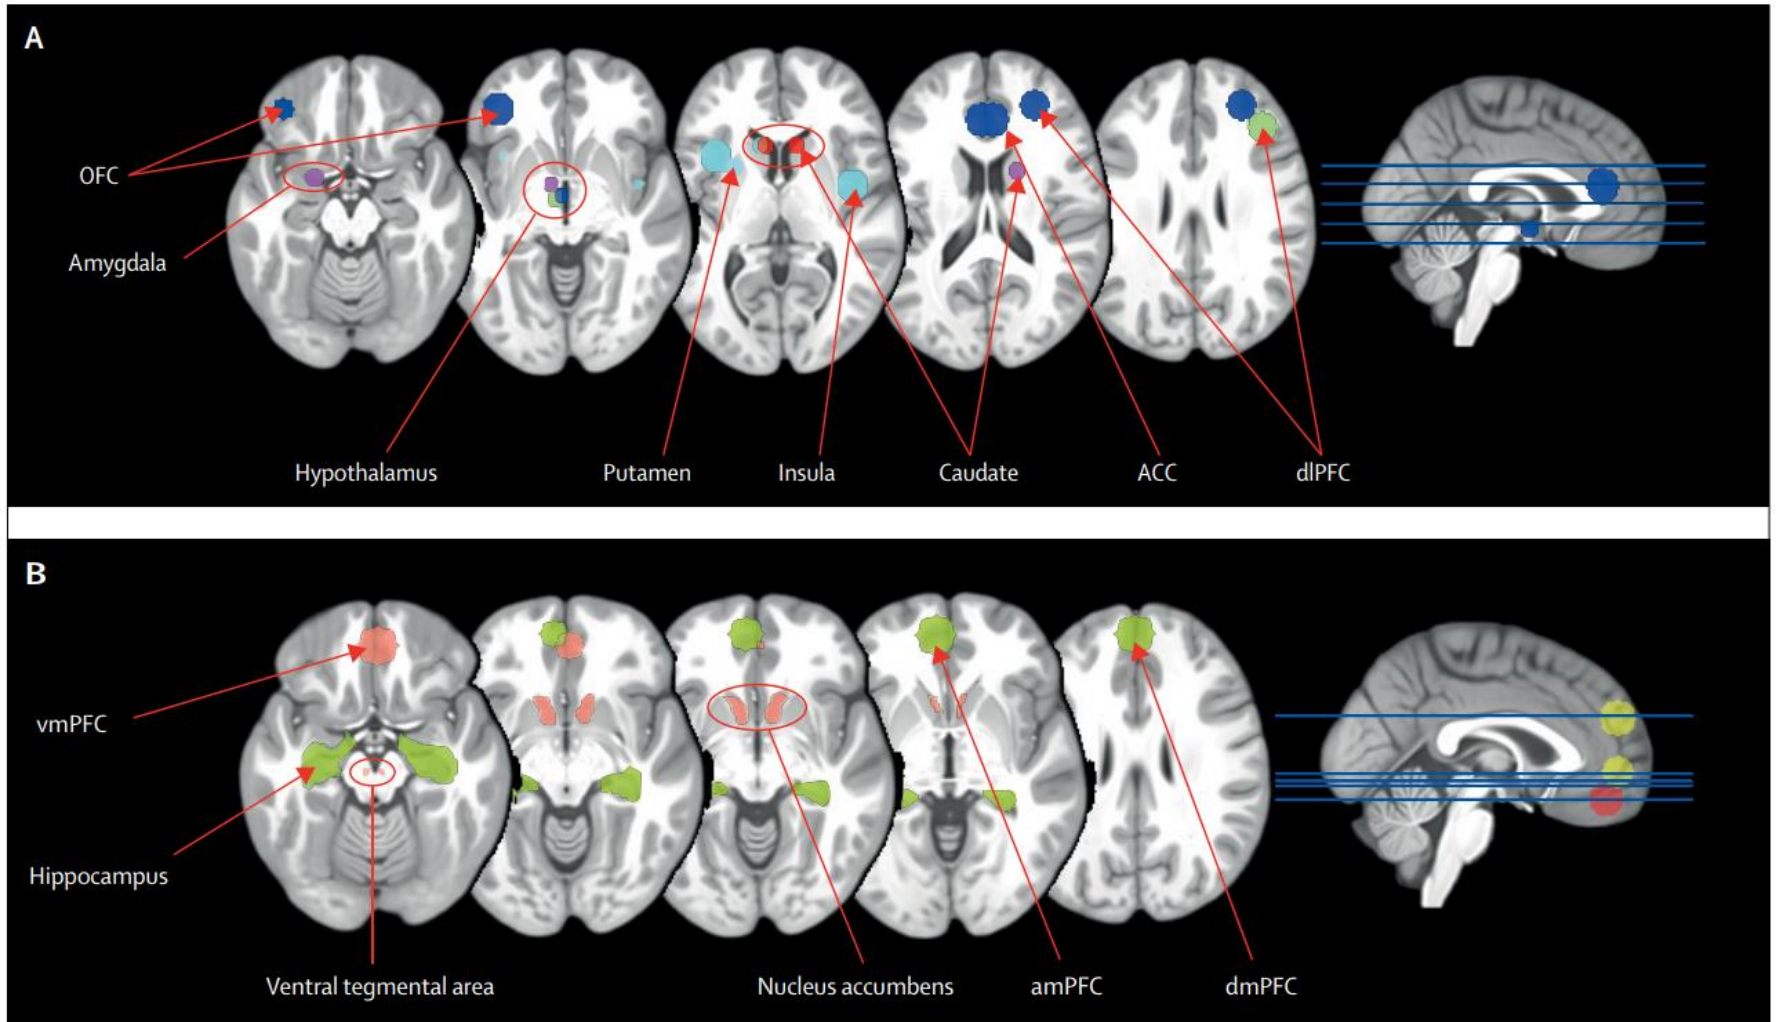 A
OFC
Amygdala
Hypothalamus
Putamen
Insula
Caudate
ACC
dlPFC
B
vmPFC
Hippocampus
Ventral tegmental area
Nucleus accumbens
amPFC
dmPFC